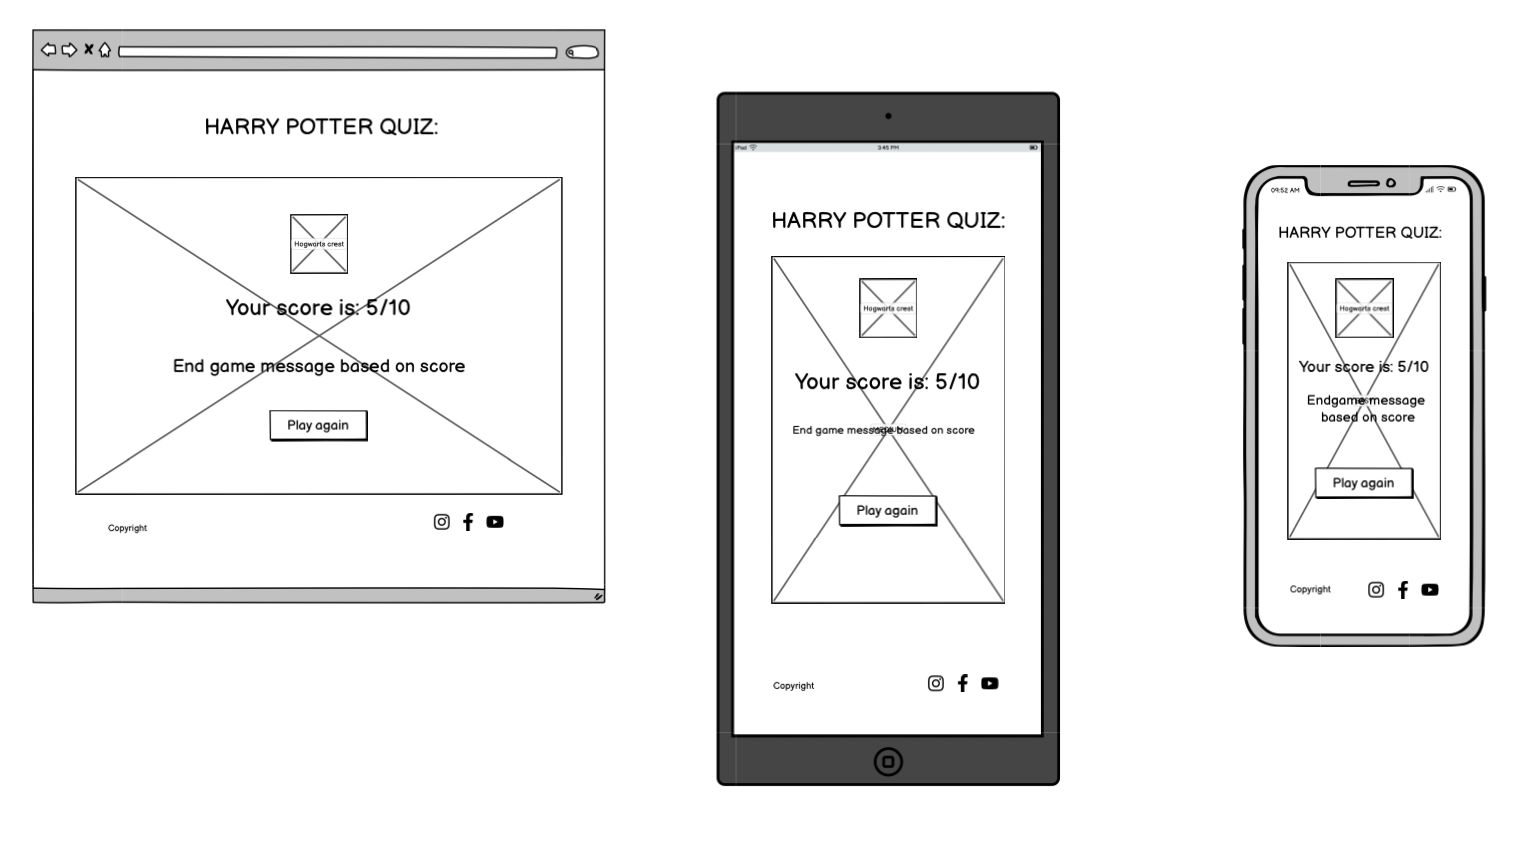 HARRY POTTER QUIZ:
Hogwarts crest
Your score is: 5/10
End game message based on score
Play again
Copyright
iPad
3:45 PM
HARRY POTTER QUIZ:
Hogwarts crest
Your score is: 5/10
End game message based on score
Play again
Copyright
09:52 AM
HARRY POTTER QUIZ:
Hogwarts crest
Your score is: 5/10
Endgame message
based on score
Play again
Copyright